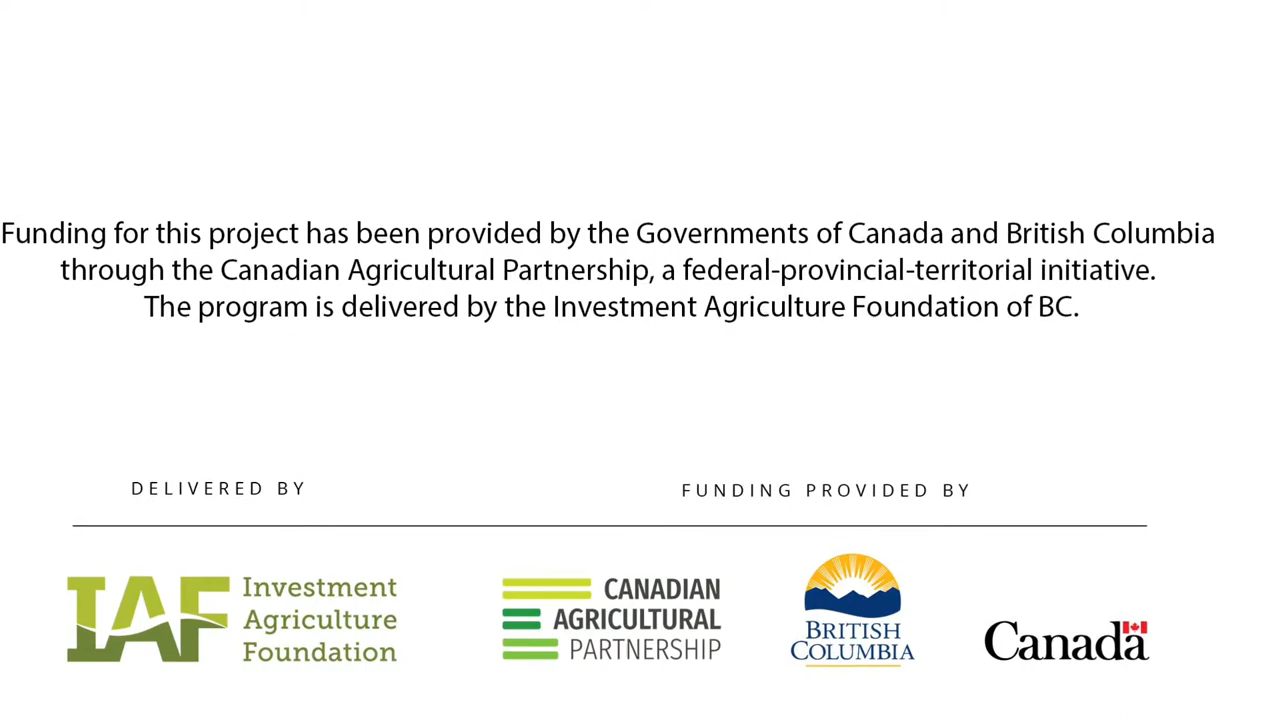 Funding for this project has been provided by the Governments of Canada and British Columbia
through the Canadian Agricultural Partnership, a federal-provincial-territorial initiative.
The program is delivered by the Investment Agriculture Foundation of BC.
DELIVERED BY
FUNDING PROVIDED BY
IAF
Investment
Agriculture
Foundation
CANADIAN
AGRICULTURAL
PARTNERSHIP
BRITISH
COLUMBIA
Canada